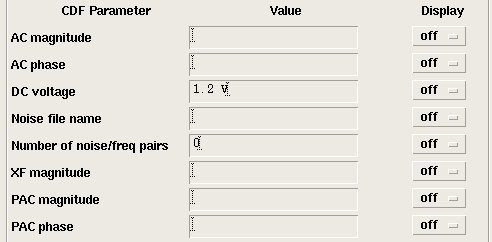 CDF Parameter Value Display
AC magnitude off
AC phase off
DC voltage 1.2 V off
Noise file name off
Number of noise/freq pairs 0 off
XF magnitude off
PAC magnitude off
PAC phase off